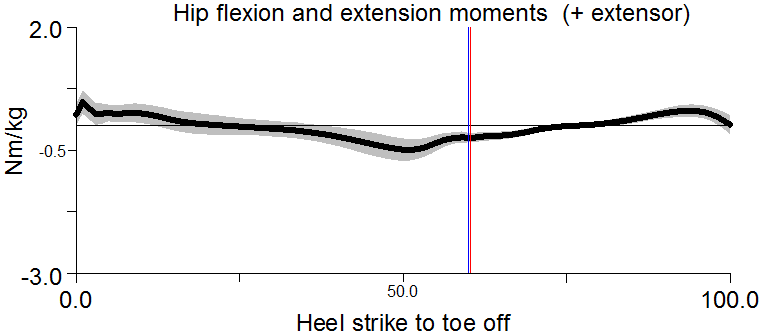 Hip flexion and extension moments (+ extensor)
2.0
Nm/kg
-0.5
-3.0
0.0
50.0
100.0
Heel strike to toe off